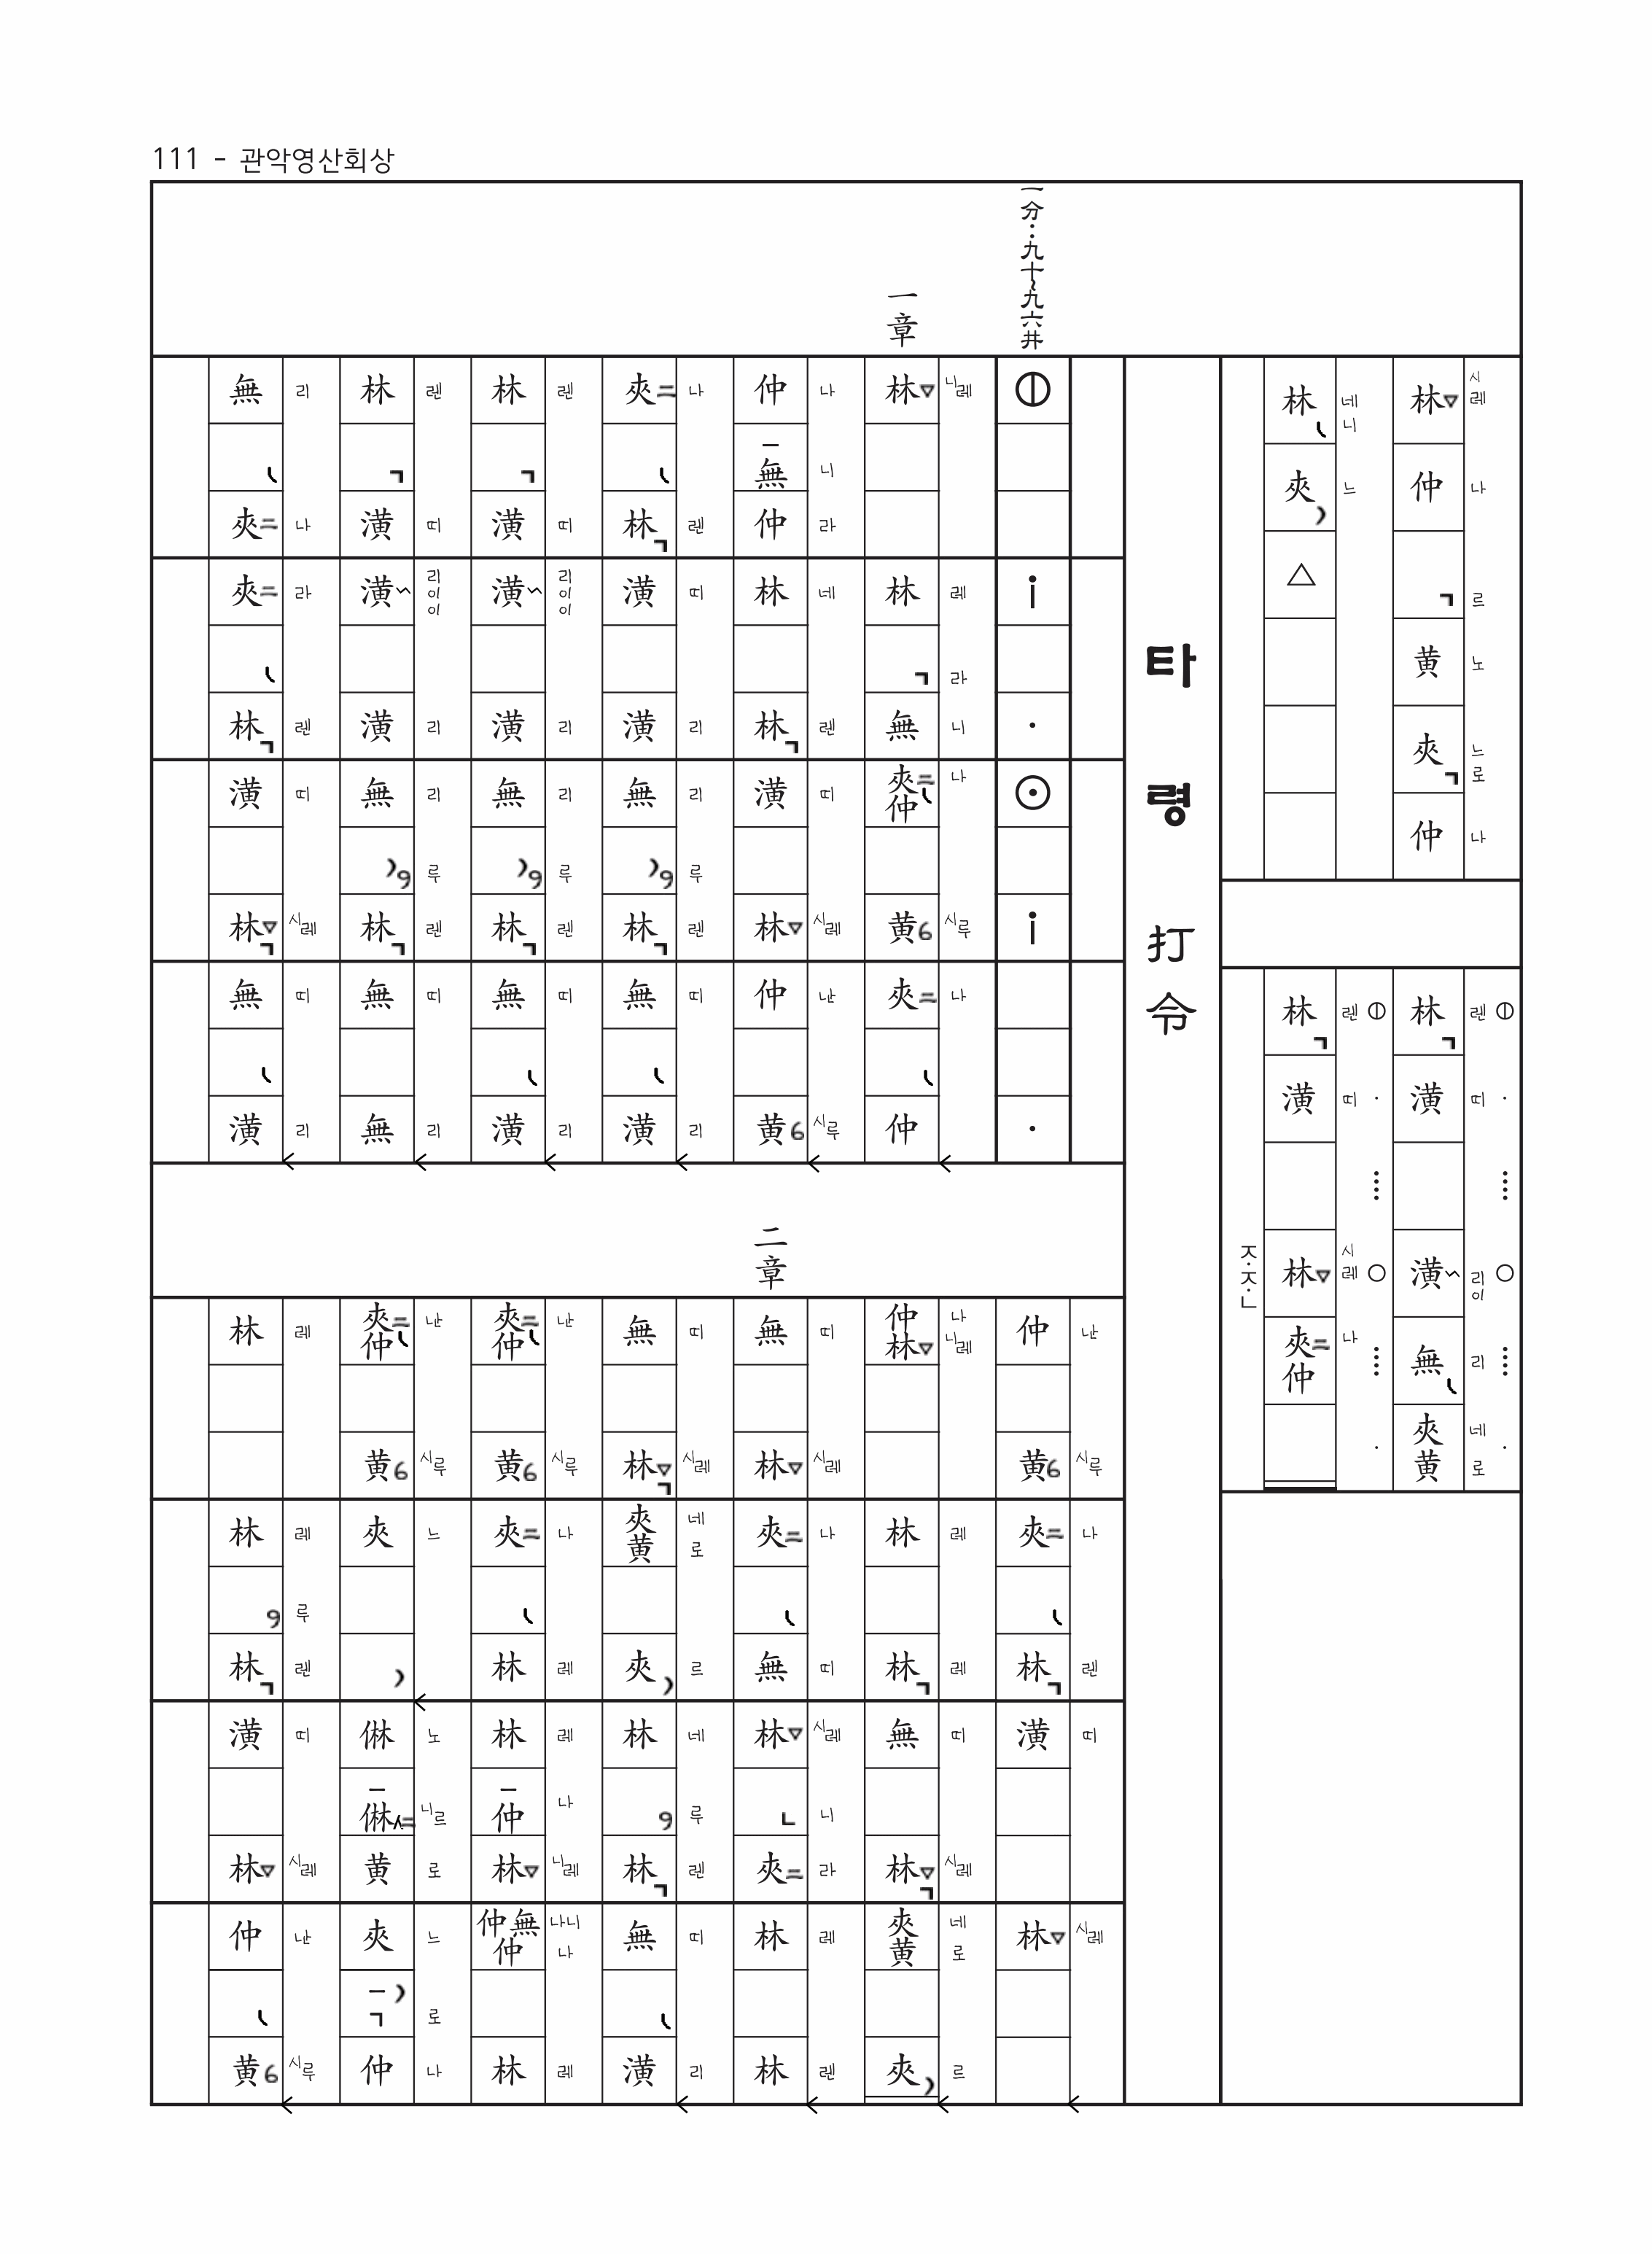 111 - 관악영산회상
시레 나 르 노 느로 나
林 仲 黄 夾 仲
네니 느
林 夾 △
렌 띠 리이 리 네로
林 潢 潢 無 夾黄
렌 띠 시레 나
林 潢 林 夾仲
ㅈ·ㅈ·ㄴ
타령 打令
一分：九十~九六井
一章
니레 레 라 니 나 시루 나
林 林 無 夾仲 黄 夾 仲
나 니 라 네 렌 띠 시레 난 시루
仲 一無 仲 林 林 潢 林 仲 黄
나 렌 띠 리 리 루 렌 띠 리
夾 林 潢 潢 無 林 無 潢
렌 띠 리이이 리 리 루 렌 띠 리
林 潢 潢 潢 無 林 無 潢
렌 띠 리이이 리 리 루 렌 띠 리
林 潢 潢 潢 無 林 無 無
리 나 라 렌 띠 시레 띠 리
無 夾 夾 林 潢 林 無 潢
二章
난 시루 나 렌 띠 시레
仲 黄 夾 林 潢 林
나 니레 레 레 띠 시레 네로 르
仲林 林 林 無 林 夾黄 夾
띠 시레 나 띠 시레 니 라 레 렌
無 林 夾 無 林 夾 林 林
띠 시레 네로 르 네 루 렌 띠 리
無 林 夾黄 夾 林 林 無 潢
난 시루 나 레 레 나 니레 나니 나 레
夾仲 黄 夾 林 林 一仲 林 仲無仲 林
난 시루 느 노 니르 로 느 로 나
夾仲 黄 夾 㑣 一㑣 黄 夾 一 仲
레 레 루 렌 띠 시레 난 시루
林 林 林 潢 林 仲 黄